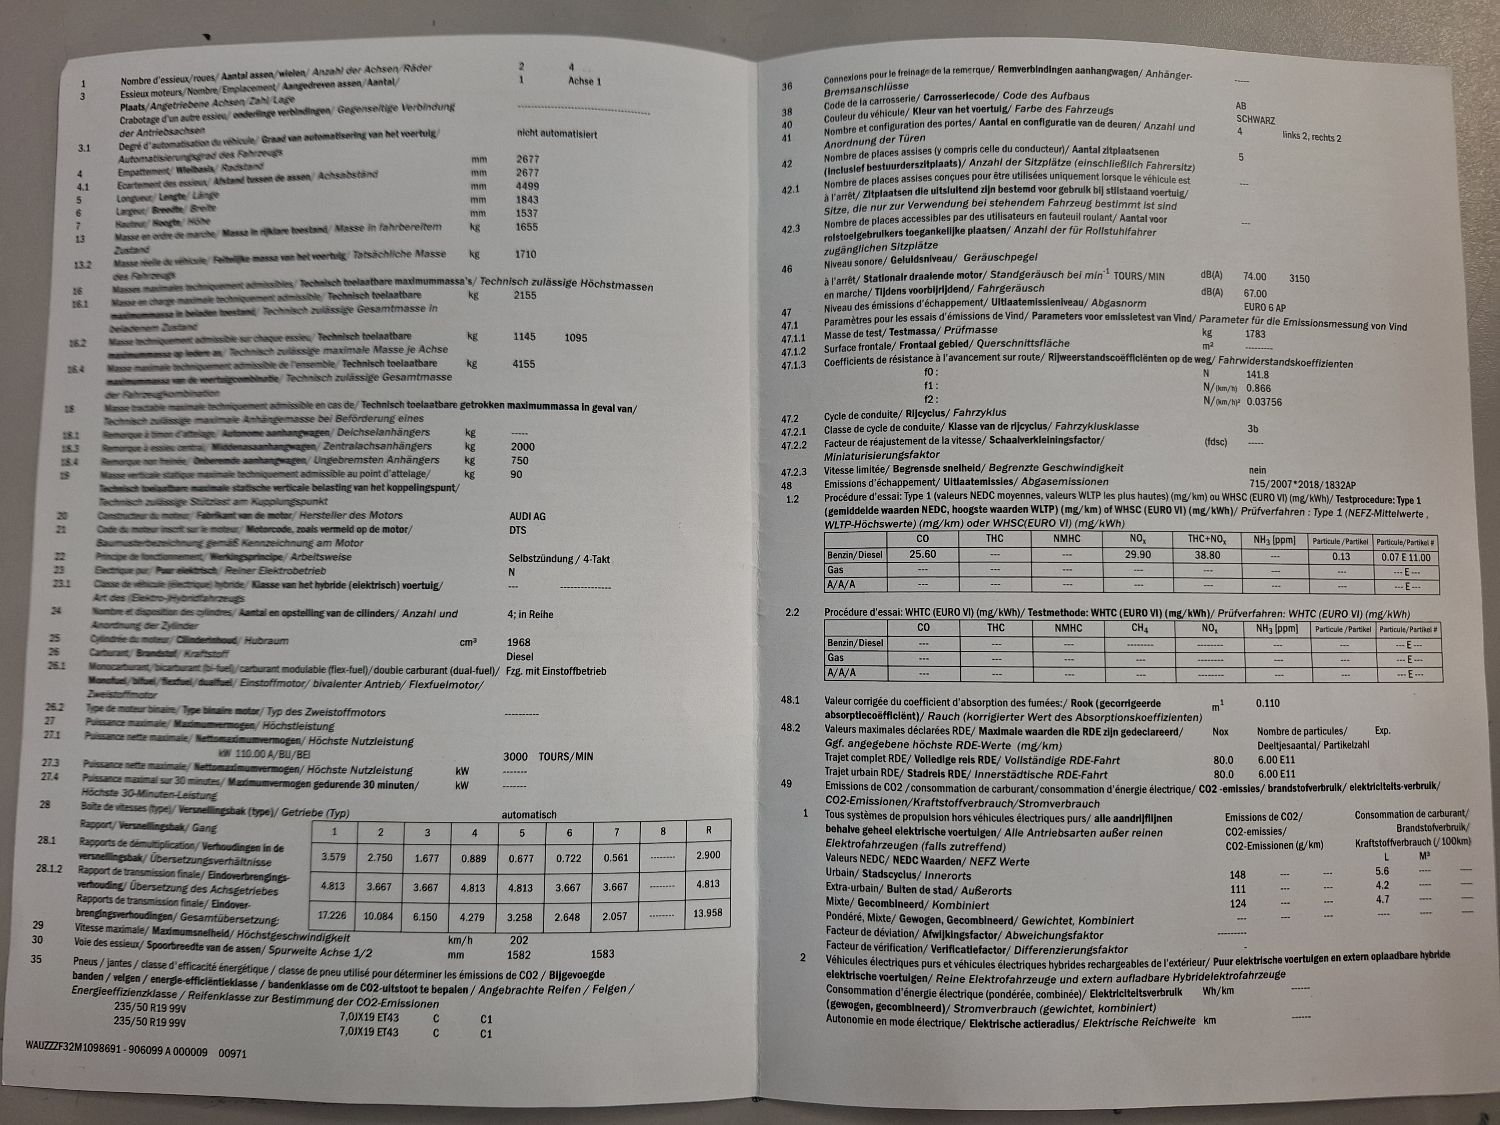 1 Nombre d'essieux/roues/ Aantal assen/wielen/ Anzahl der Achsen/Räder 2 4
3 Essieux moteurs/Nombre/Emplacement/ Aangedreven assen/Aantal/ 1 Achse 1
Plaats/Angetriebene Achsen/Zahl/Lage
Crabotage d'un autre essieu/ onderlinge verbindingen/ Gegenseitige Verbindung
der Antriebsachsen
3.1 Degré d'automatisation du véhicule/ Graad van automatisering van het voertuig/ nicht automatisiert
Automatisierungsgrad des Fahrzeugs
4 Empattement/ Wielbasis/ Radstand mm 2677
4.1 Ecartement des essieux/ Afstand tussen de assen/ Achsabständ mm 2677
5 Longueur/ Lengte/ Länge mm 4499
6 Largeur/ Breedte/ Breite mm 1843
7 Hauteur/ Hoogte/ Höhe mm 1537
13 Masse en ordre de marche/ Massa in rijklare toestand/ Masse in fahrbereitem kg 1655
Zustand
13.2 Masse réelle du véhicule/ Feitelijke massa van het voertuig/ Tatsächliche Masse kg 1710
des Fahrzeugs
16 Masses maximales techniquement admissibles/ Technisch toelaatbare maximummassa's/ Technisch zulässige Höchstmassen
16.1 Masse en charge maximale techniquement admissible/ Technisch toelaatbare kg 2155
maximummassa in beladen toestand/ Technisch zulässige Gesamtmasse in
beladenem Zustand
16.2 Masse techniquement admissible sur chaque essieu/ Technisch toelaatbare kg 1145 1095
maximummassa op iedere as/ Technisch zulässige maximale Masse je Achse
16.4 Masse maximale techniquement admissible de l'ensemble/ Technisch toelaatbare kg 4155
maximummassa van de voertuigcombinatie/ Technisch zulässige Gesamtmasse
der Fahrzeugkombination
18 Masse tractable maximale techniquement admissible en cas de/ Technisch toelaatbare getrokken maximummassa in geval van/
Technisch zulässige maximale Anhängemasse bei Beförderung eines
18.1 Remorque à timon d'attelage/ Autonome aanhangwagen/ Deichselanhängers kg -----
18.3 Remorque à essieu central/ Middenassaanhangwagen/ Zentralachsanhängers kg 2000
18.4 Remorque non freinée/ Onberemde aanhangwagen/ Ungebremsten Anhängers kg 750
19 Masse verticale statique maximale techniquement admissible au point d'attelage/ kg 90
Technisch toelaatbare maximale statische verticale belasting van het koppelingspunt/
Technisch zulässige Stützlast am Kupplungspunkt
20 Constructeur du moteur/ Fabrikant van de motor/ Hersteller des Motors AUDI AG
21 Code du moteur inscrit sur le moteur/ Motorcode, zoals vermeld op de motor/ DTS
Baumusterbezeichnung gemäß Kennzeichnung am Motor
22 Principe de fonctionnement/ Werkingsprincipe/ Arbeitsweise Selbstzündung / 4-Takt
23 Electrique pur/ Puur elektrisch/ Reiner Elektrobetrieb N
23.1 Classe de véhicule (électrique) hybride/ Klasse van het hybride (elektrisch) voertuig/ --- ---------------
Art des (Elektro-)Hybridfahrzeugs
24 Nombre et disposition des cylindres/ Aantal en opstelling van de cilinders/ Anzahl und 4; in Reihe
Anordnung der Zylinder
25 Cylindrée du moteur/ Cilinderinhoud/ Hubraum cm³ 1968
26 Carburant/ Brandstof/ Kraftstoff Diesel
26.1 Monocarburant/bicarburant (bi-fuel)/carburant modulable (flex-fuel)/double carburant (dual-fuel)/ Fzg. mit Einstoffbetrieb
Monofuel/bifuel/flexfuel/dualfuel/ Einstoffmotor/ bivalenter Antrieb/ Flexfuelmotor/
Zweistoffmotor
26.2 Type de moteur binaire/ Type binaire motor/ Typ des Zweistoffmotors ----------
27 Puissance maximale/ Maximumvermogen/ Höchstleistung
27.1 Puissance nette maximale/ Nettomaximumvermogen/ Höchste Nutzleistung
kW 110.00 A/BIJ/BEI 3000 TOURS/MIN
27.3 Puissance nette maximale/ Nettomaximumvermogen/ Höchste Nutzleistung kW -------
27.4 Puissance maximal sur 30 minutes/ Maximumvermogen gedurende 30 minuten/ kW -------
Höchste 30-Minuten-Leistung
28 Boîte de vitesses (type)/ Versnellingsbak (type)/ Getriebe (Typ) automatisch
Rapport/ Versnellingsbak/ Gang 1 2 3 4 5 6 7 8 R
28.1 Rapports de démultiplication/ Verhoudingen in de
versnellingsbak/ Übersetzungsverhältnisse 3.579 2.750 1.677 0.889 0.677 0.722 0.561 -------- 2.900
28.1.2 Rapport de transmission finale/ Eindoverbrengings-
verhouding/ Übersetzung des Achsgetriebes 4.813 3.667 3.667 4.813 4.813 3.667 3.667 -------- 4.813
Rapports de transmission finale/ Eindover-
brengingsverhoudingen/ Gesamtübersetzung: 17.226 10.084 6.150 4.279 3.258 2.648 2.057 -------- 13.958
29 Vitesse maximale/ Maximumsnelheid/ Höchstgeschwindigkeit km/h 202
30 Voie des essieux/ Spoorbreedte van de assen/ Spurweite Achse 1/2 mm 1582 1583
35 Pneus / jantes / classe d'efficacité énergétique / classe de pneu utilisé pour déterminer les émissions de CO2 / Bijgevoegde
banden / velgen / energie-efficiëntieklasse / bandenklasse om de CO2-uitstoot te bepalen / Angebrachte Reifen / Felgen /
Energieeffizienzklasse / Reifenklasse zur Bestimmung der CO2-Emissionen
235/50 R19 99V 7,0JX19 ET43 C C1
235/50 R19 99V 7,0JX19 ET43 C C1
WAUZZZF32M1098691 - 906099 A 000009 00971
36 Connexions pour le freinage de la remerque/ Remverbindingen aanhangwagen/ Anhänger- -----
Bremsanschlüsse
38 Code de la carrosserie/ Carrosseriecode/ Code des Aufbaus AB
40 Couleur du véhicule/ Kleur van het voertuig/ Farbe des Fahrzeugs SCHWARZ
41 Nombre et configuration des portes/ Aantal en configuratie van de deuren/ Anzahl und 4 links 2, rechts 2
Anordnung der Türen
42 Nombre de places assises (y compris celle du conducteur)/ Aantal zitplaatsenen 5
(Inclusief bestuurderszitplaats)/ Anzahl der Sitzplätze (einschließlich Fahrersitz)
42.1 Nombre de places assises conçues pour être utilisées uniquement lorsque le véhicule est ---
à l'arrêt/ Zitplaatsen die uitsluitend zijn bestemd voor gebruik bij stilstaand voertuig/
Sitze, die nur zur Verwendung bei stehendem Fahrzeug bestimmt ist sind
42.3 Nombre de places accessibles par des utilisateurs en fauteuil roulant/ Aantal voor ---
rolstoelgebruikers toegankelijke plaatsen/ Anzahl der für Rollstuhlfahrer
zugänglichen Sitzplätze
46 Niveau sonore/ Geluidsniveau/ Geräuschpegel
à l'arrêt/ Stationair draaiende motor/ Standgeräusch bei min⁻¹ TOURS/MIN dB(A) 74.00 3150
en marche/ Tijdens voorbijrijdend/ Fahrgeräusch dB(A) 67.00
47 Niveau des émissions d'échappement/ Uitlaatemissieniveau/ Abgasnorm EURO 6 AP
47.1 Paramètres pour les essais d'émissions de Vind/ Parameters voor emissietest van Vind/ Parameter für die Emissionsmessung von Vind
47.1.1 Masse de test/ Testmassa/ Prüfmasse kg 1783
47.1.2 Surface frontale/ Frontaal gebied/ Querschnittsfläche m² ---------
47.1.3 Coefficients de résistance à l'avancement sur route/ Rijweerstandscoëfficiënten op de weg/ Fahrwiderstandskoeffizienten
f0 : N 141.8
f1 : N/(km/h) 0.866
f2 : N/(km/h)² 0.03756
47.2 Cycle de conduite/ Rijcyclus/ Fahrzyklus
47.2.1 Classe de cycle de conduite/ Klasse van de rijcyclus/ Fahrzyklusklasse 3b
47.2.2 Facteur de réajustement de la vitesse/ Schaalverkleiningsfactor/ (fdsc) -----
Miniaturisierungsfaktor
47.2.3 Vitesse limitée/ Begrensde snelheid/ Begrenzte Geschwindigkeit nein
48 Emissions d'échappement/ Uitlaatemissies/ Abgasemissionen 715/2007*2018/1832AP
1.2 Procédure d'essai: Type 1 (valeurs NEDC moyennes, valeurs WLTP les plus hautes) (mg/km) ou WHSC (EURO VI) (mg/kWh)/ Testprocedure: Type 1
(gemiddelde waarden NEDC, hoogste waarden WLTP) (mg/km) of WHSC (EURO VI) (mg/kWh)/ Prüfverfahren : Type 1 (NEFZ-Mittelwerte ,
WLTP-Höchswerte) (mg/km) oder WHSC(EURO VI) (mg/kWh)
CO THC NMHC NOx THC+NOx NH3 [ppm] Particule /Partikel Particule/Partikel #
Benzin/Diesel 25.60 --- --- 29.90 38.80 --- 0.13 0.07 E 11.00
Gas --- --- --- --- --- --- --- --- E ---
A/A/A --- --- --- --- --- --- --- --- E ---
2.2 Procédure d'essai: WHTC (EURO VI) (mg/kWh)/ Testmethode: WHTC (EURO VI) (mg/kWh)/ Prüfverfahren: WHTC (EURO VI) (mg/kWh)
CO THC NMHC CH4 NOx NH3 [ppm] Particule /Partikel Particule/Partikel #
Benzin/Diesel --- --- --- -------- -------- --- --- --- E ---
Gas --- --- --- -------- -------- --- --- --- E ---
A/A/A --- --- --- -------- -------- --- --- --- E ---
48.1 Valeur corrigée du coefficient d'absorption des fumées:/ Rook (gecorrigeerde m¹ 0.110
absorptiecoëfficiënt)/ Rauch (korrigierter Wert des Absorptionskoeffizienten)
48.2 Valeurs maximales déclarées RDE/ Maximale waarden die RDE zijn gedeclareerd/ Nox Nombre de particules/ Exp.
Ggf. angegebene höchste RDE-Werte (mg/km) Deeltjesaantal/ Partikelzahl
Trajet complet RDE/ Volledige reis RDE/ Vollständige RDE-Fahrt 80.0 6.00 E11
Trajet urbain RDE/ Stadreis RDE/ Innerstädtische RDE-Fahrt 80.0 6.00 E11
49 Emissions de CO2 /consommation de carburant/consommation d'énergie électrique/ CO2 -emissies/ brandstofverbruik/ elektriciteits-verbruik/
CO2-Emissionen/Kraftstoffverbrauch/Stromverbrauch
1 Tous systèmes de propulsion hors véhicules électriques purs/ alle aandrijflijnen Emissions de CO2/ Consommation de carburant/
behalve geheel elektrische voertuigen/ Alle Antriebsarten außer reinen CO2-emissies/ Brandstofverbruik/
Elektrofahrzeugen (falls zutreffend) CO2-Emissionen (g/km) Kraftstoffverbrauch (/100km)
Valeurs NEDC/ NEDC Waarden/ NEFZ Werte L M³
Urbain/ Stadscyclus/ Innerorts 148 --- --- 5.6 ---- ---
Extra-urbain/ Bulten de stad/ Außerorts 111 --- --- 4.2 ---- ---
Mixte/ Gecombineerd/ Kombiniert 124 --- --- 4.7 ---- ---
Pondéré, Mixte/ Gewogen, Gecombineerd/ Gewichtet, Kombiniert --- --- --- ---- ---- ---
Facteur de déviation/ Afwijkingsfactor/ Abweichungsfaktor ---------
Facteur de vérification/ Verificatiefactor/ Differenzierungsfaktor -
2 Véhicules électriques purs et véhicules électriques hybrides rechargeables de l'extérieur/ Puur elektrische voertuigen en extern oplaadbare hybride
elektrische voertuigen/ Reine Elektrofahrzeuge und extern aufladbare Hybridelektrofahrzeuge
Consommation d'énergie électrique (pondérée, combinée)/ Elektriciteitsverbruik Wh/km ------
(gewogen, gecombineerd)/ Stromverbrauch (gewichtet, kombiniert)
Autonomie en mode électrique/ Elektrische actieradius/ Elektrische Reichweite km ------